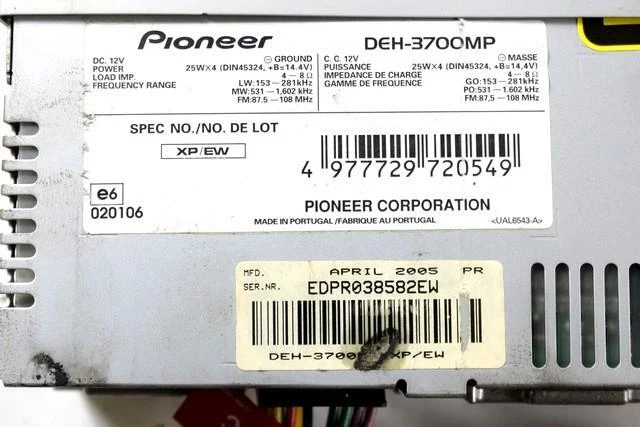 Pioneer DEH-3700MP
DC. 12V ⊖ GROUND
POWER 25W×4 (DIN45324, +B=14.4V)
LOAD IMP. 4 – 8 Ω
FREQUENCY RANGE LW:153 – 281kHz
MW:531 – 1,602 kHz
FM:87.5 – 108 MHz
C. C. 12V ⊖ MASSE
PUISSANCE 25W×4 (DIN45324, +B=14,4V)
IMPEDANCE DE CHARGE 4 – 8 Ω
GAMME DE FREQUENCE GO:153 – 281kHz
PO:531 – 1.602 kHz
FM:87,5 – 108 MHz
SPEC NO./NO. DE LOT
XP/EW
4 977729 720549
e6
020106
PIONEER CORPORATION
MADE IN PORTUGAL/FABRIQUE AU PORTUGAL <UAL6543-A>
MFD. APRIL 2005 PR
SER.NR. EDPR038582EW
DEH-3700 XP/EW